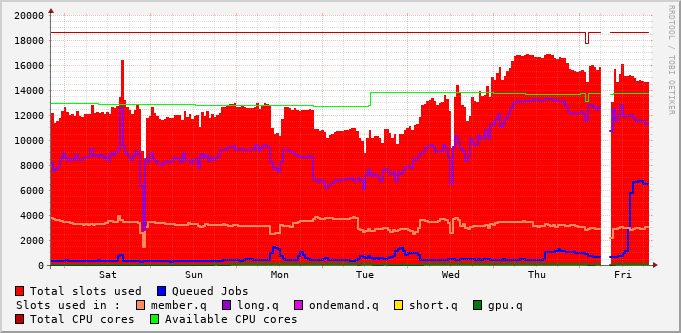 20000
18000
16000
14000
12000
10000
8000
6000
4000
2000
0
Sat Sun Mon Tue Wed Thu Fri
Total slots used Queued Jobs
Slots used in : member.q long.q ondemand.q short.q gpu.q
Total CPU cores Available CPU cores
RRDTOOL / TOBI OETIKER